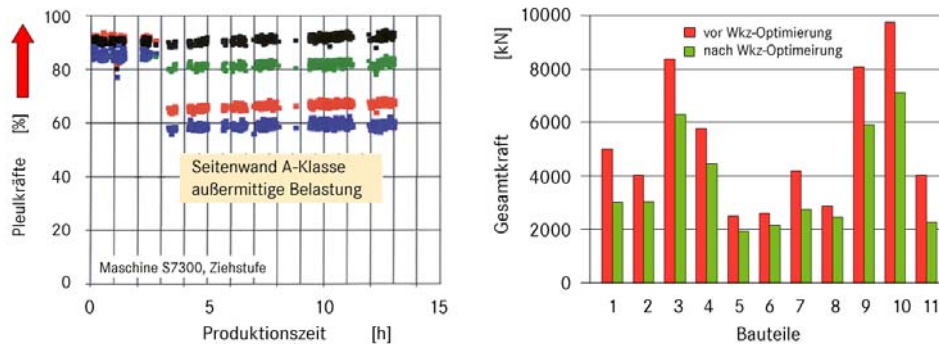 100
80
60
40
20
0
Pleulkräfte [%]
Seitenwand A-Klasse
außermittige Belastung
Maschine S7300, Ziehstufe
0 5 10 15
Produktionszeit [h]
[kN]
Gesamtkraft
10000
8000
6000
4000
2000
0
vor Wkz-Optimierung
nach Wkz-Optimeirung
1 2 3 4 5 6 7 8 9 10 11
Bauteile